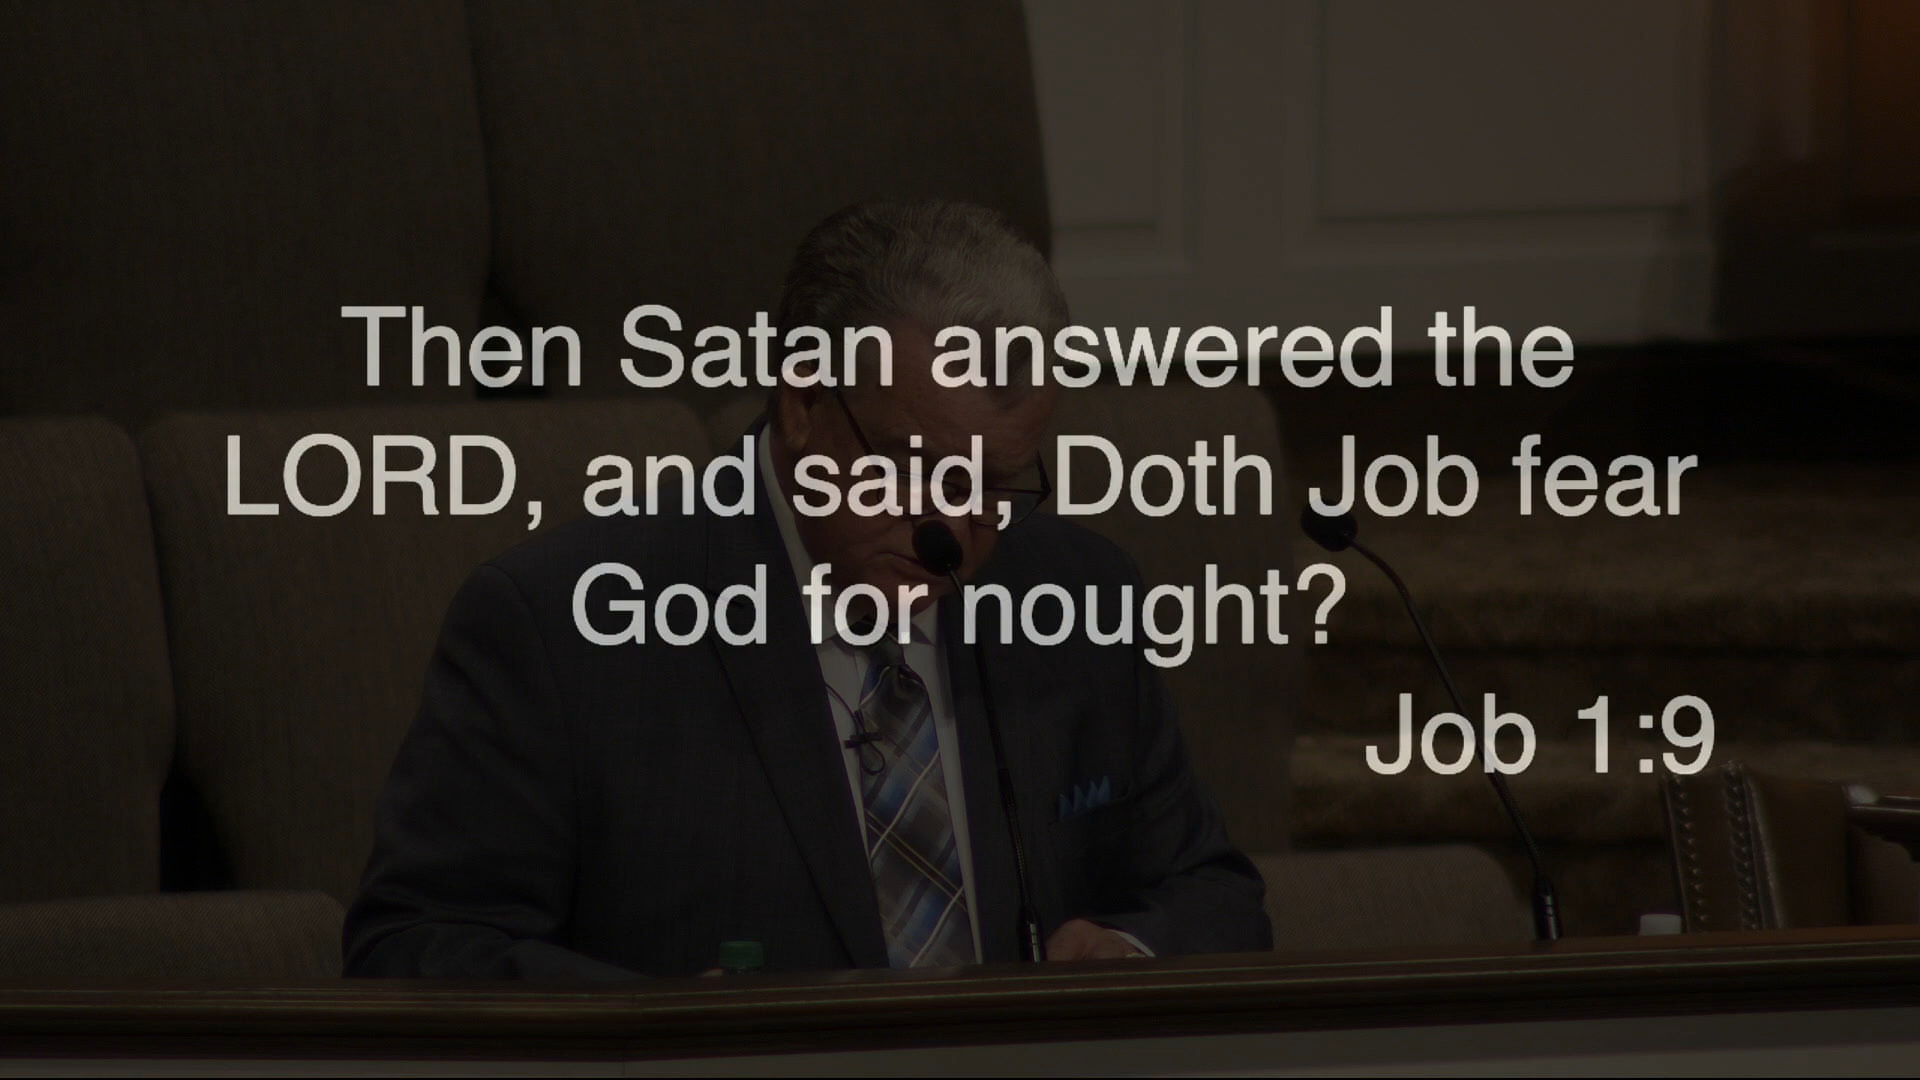 Then Satan answered the
LORD, and said, Doth Job fear
God for nought?
Job 1:9